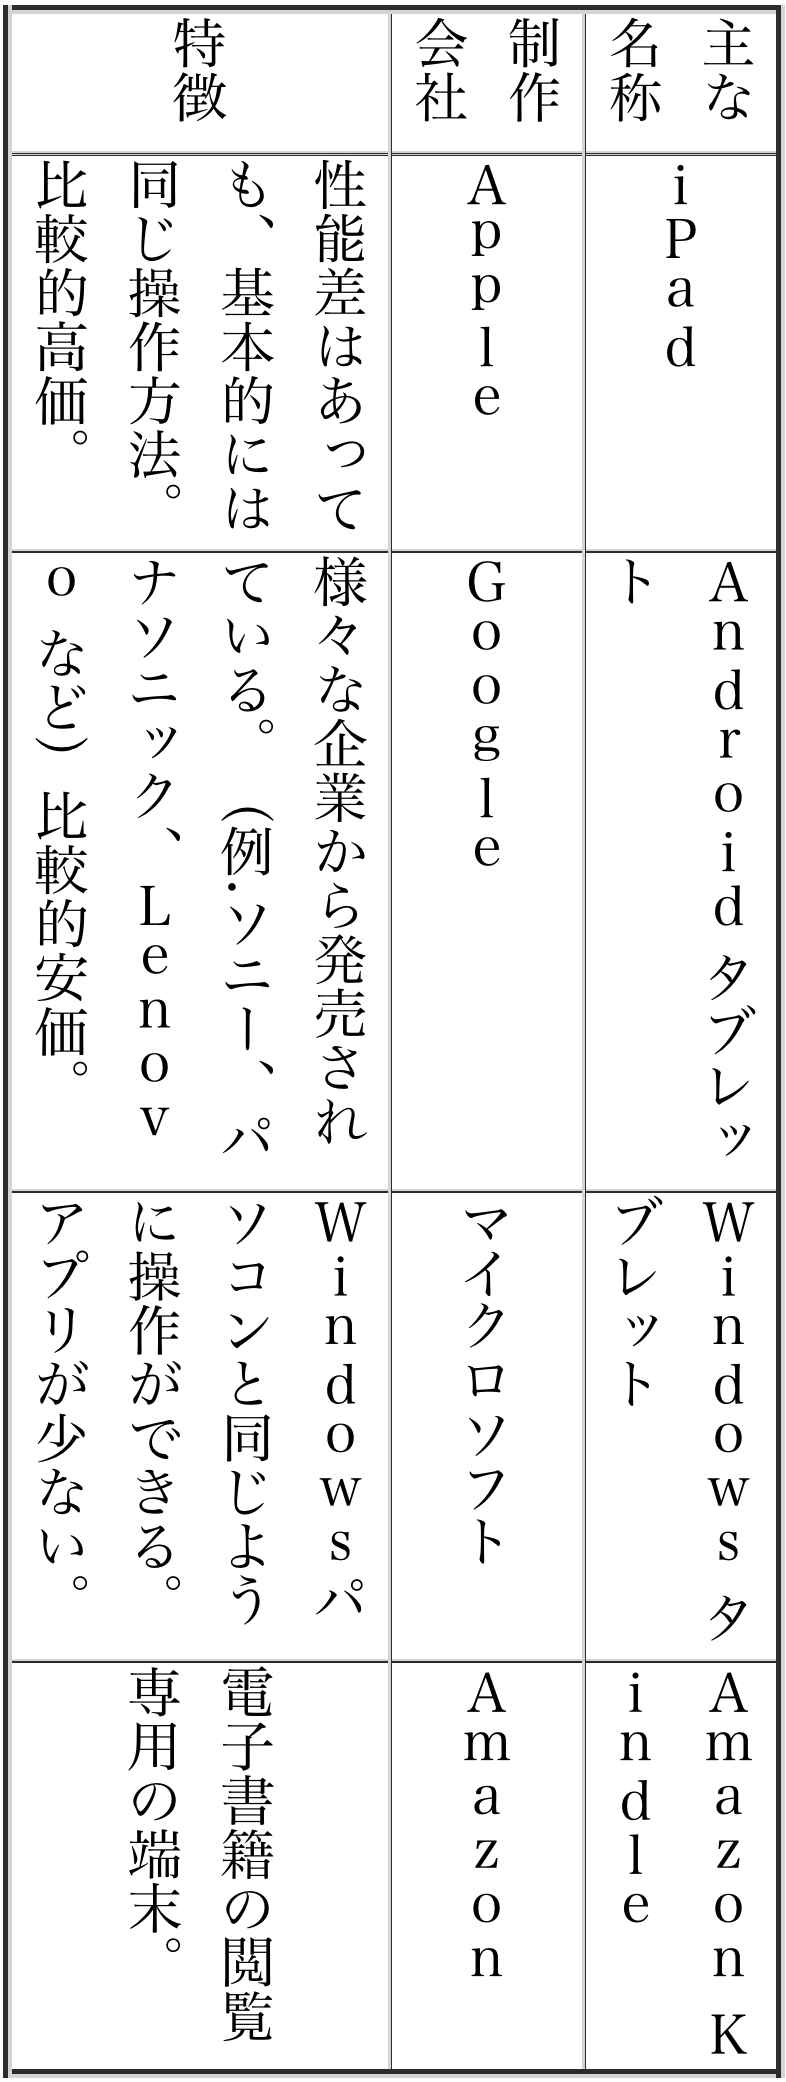 主な
名称
iPad
Androidタブレッ
ト
Windowsタ
ブレット
AmazonK
indle
制作
会社
Apple
Google
マイクロソフト
Amazon
特徴
性能差はあって
も、基本的には
同じ操作方法。
比較的高価。
様々な企業から発売され
ている。（例．ソニー、パ
ナソニック、Lenov
oなど）比較的安価。
Windowsパ
ソコンと同じよう
に操作ができる。
アプリが少ない。
電子書籍の閲覧
専用の端末。